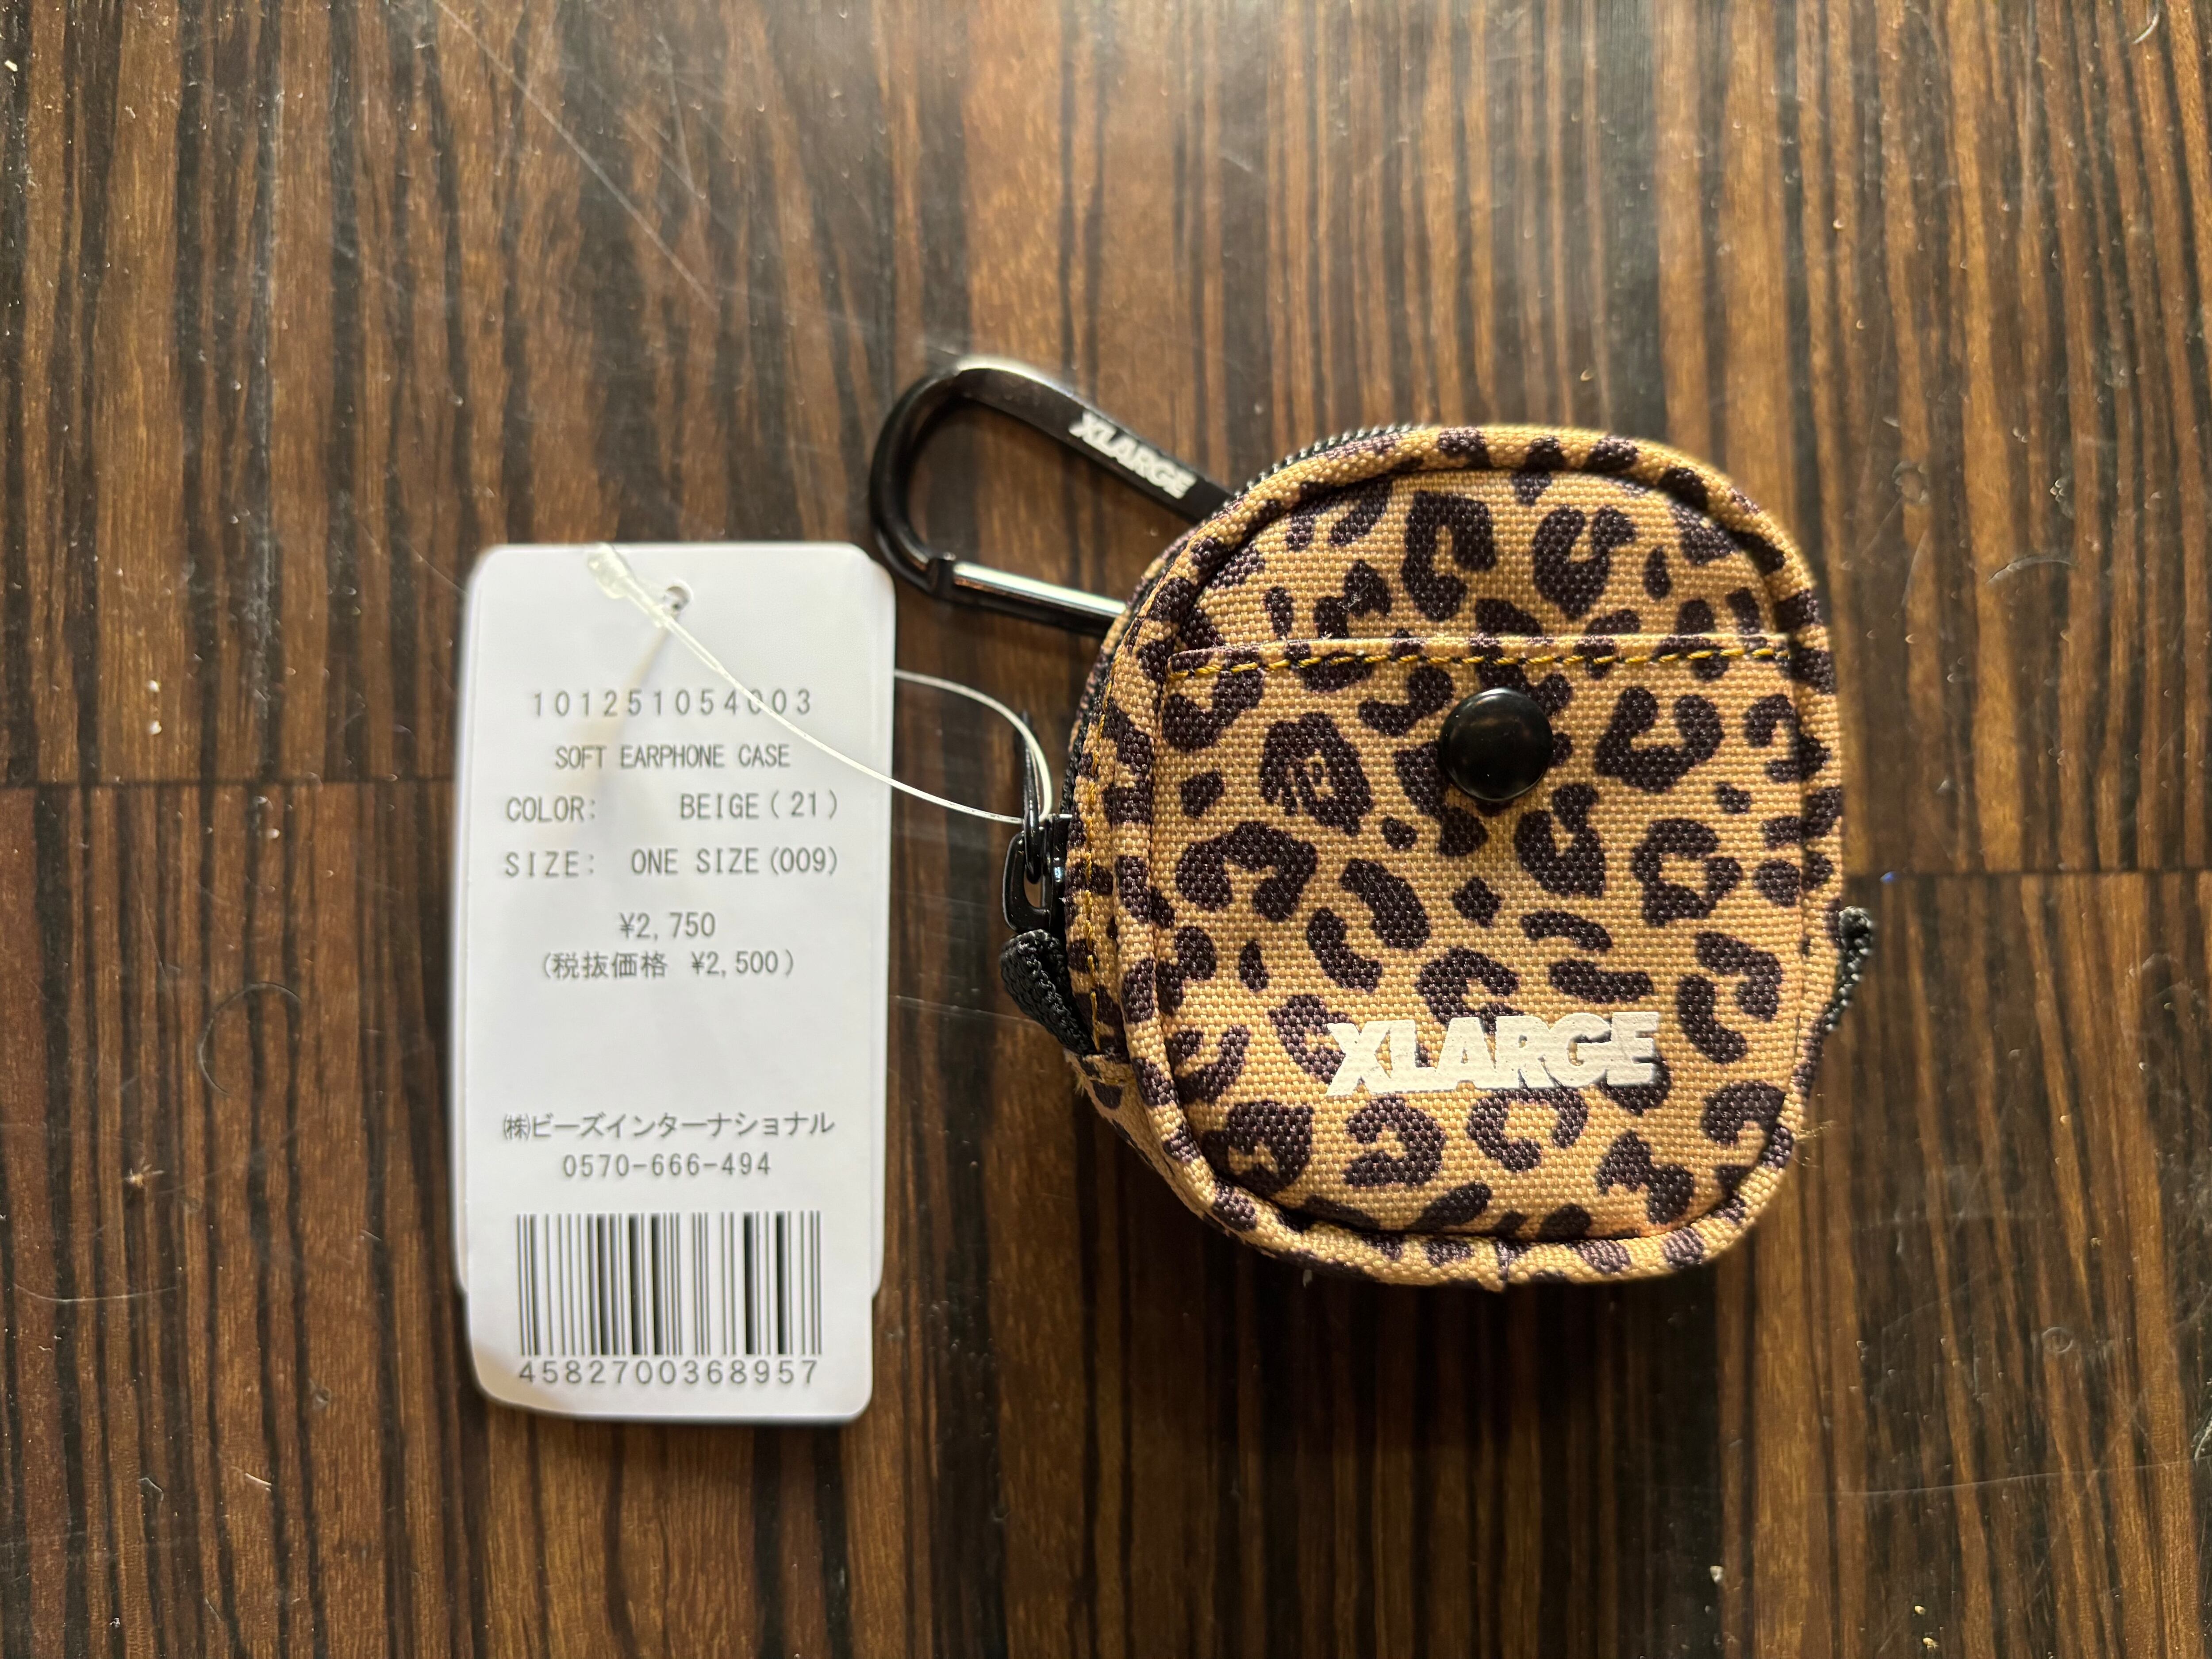 101251054003
SOFT EARPHONE CASE
COLOR: BEIGE(21)
SIZE: ONE SIZE(009)
¥2,750
(税抜価格 ¥2,500)
㈱ビーズインターナショナル
0570-666-494
4582700368957
XLARGE
XLARGE